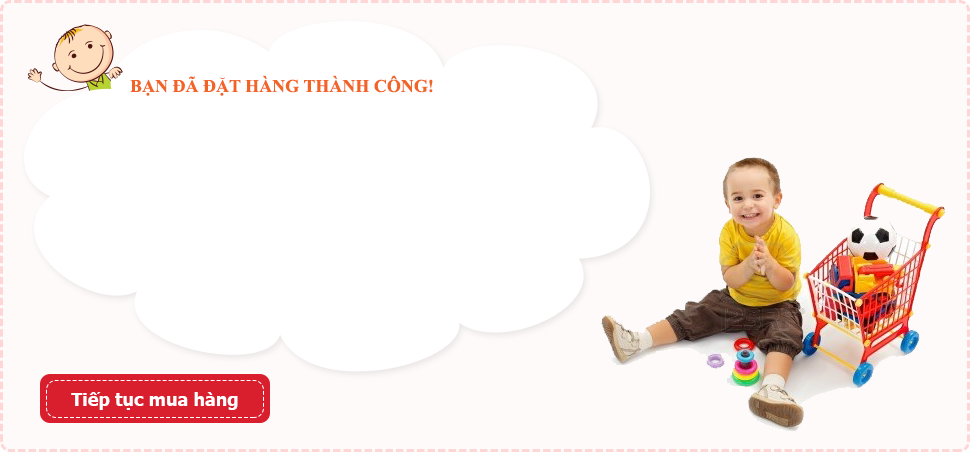 BẠN ĐÃ ĐẶT HÀNG THÀNH CÔNG!
Tiếp tục mua hàng